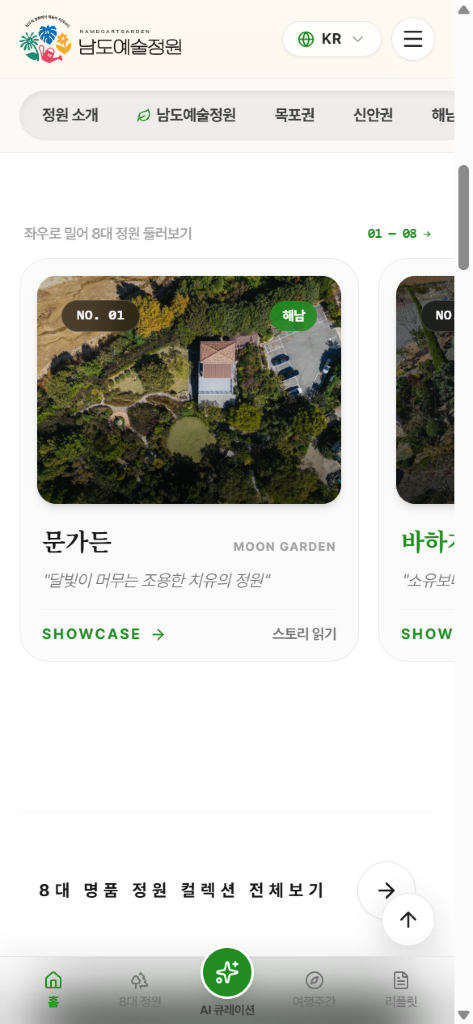 NAMDOARTGARDEN
남도예술정원
KR
정원 소개
남도예술정원
목포권
신안권
좌우로 밀어 8대 정원 둘러보기
01 — 08 →
NO. 01
해남
문가든
MOON GARDEN
"달빛이 머무는 조용한 치유의 정원"
SHOWCASE →
스토리 읽기
NO
바하
"소유보
SHOW
8대 명품 정원 컬렉션 전체보기
홈
8대 정원
AI 큐레이션
여행주간
리플릿